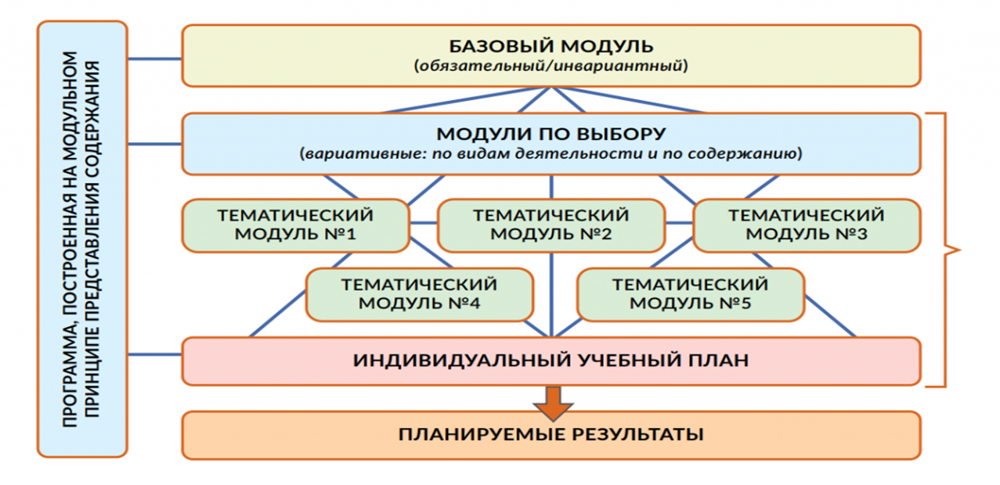 ПРОГРАММА, ПОСТРОЕННАЯ НА МОДУЛЬНОМ
ПРИНЦИПЕ ПРЕДСТАВЛЕНИЯ СОДЕРЖАНИЯ
БАЗОВЫЙ МОДУЛЬ
(обязательный/инвариантный)
МОДУЛИ ПО ВЫБОРУ
(вариативные: по видам деятельности и по содержанию)
ТЕМАТИЧЕСКИЙ
МОДУЛЬ №1
ТЕМАТИЧЕСКИЙ
МОДУЛЬ №2
ТЕМАТИЧЕСКИЙ
МОДУЛЬ №3
ТЕМАТИЧЕСКИЙ
МОДУЛЬ №4
ТЕМАТИЧЕСКИЙ
МОДУЛЬ №5
ИНДИВИДУАЛЬНЫЙ УЧЕБНЫЙ ПЛАН
ПЛАНИРУЕМЫЕ РЕЗУЛЬТАТЫ